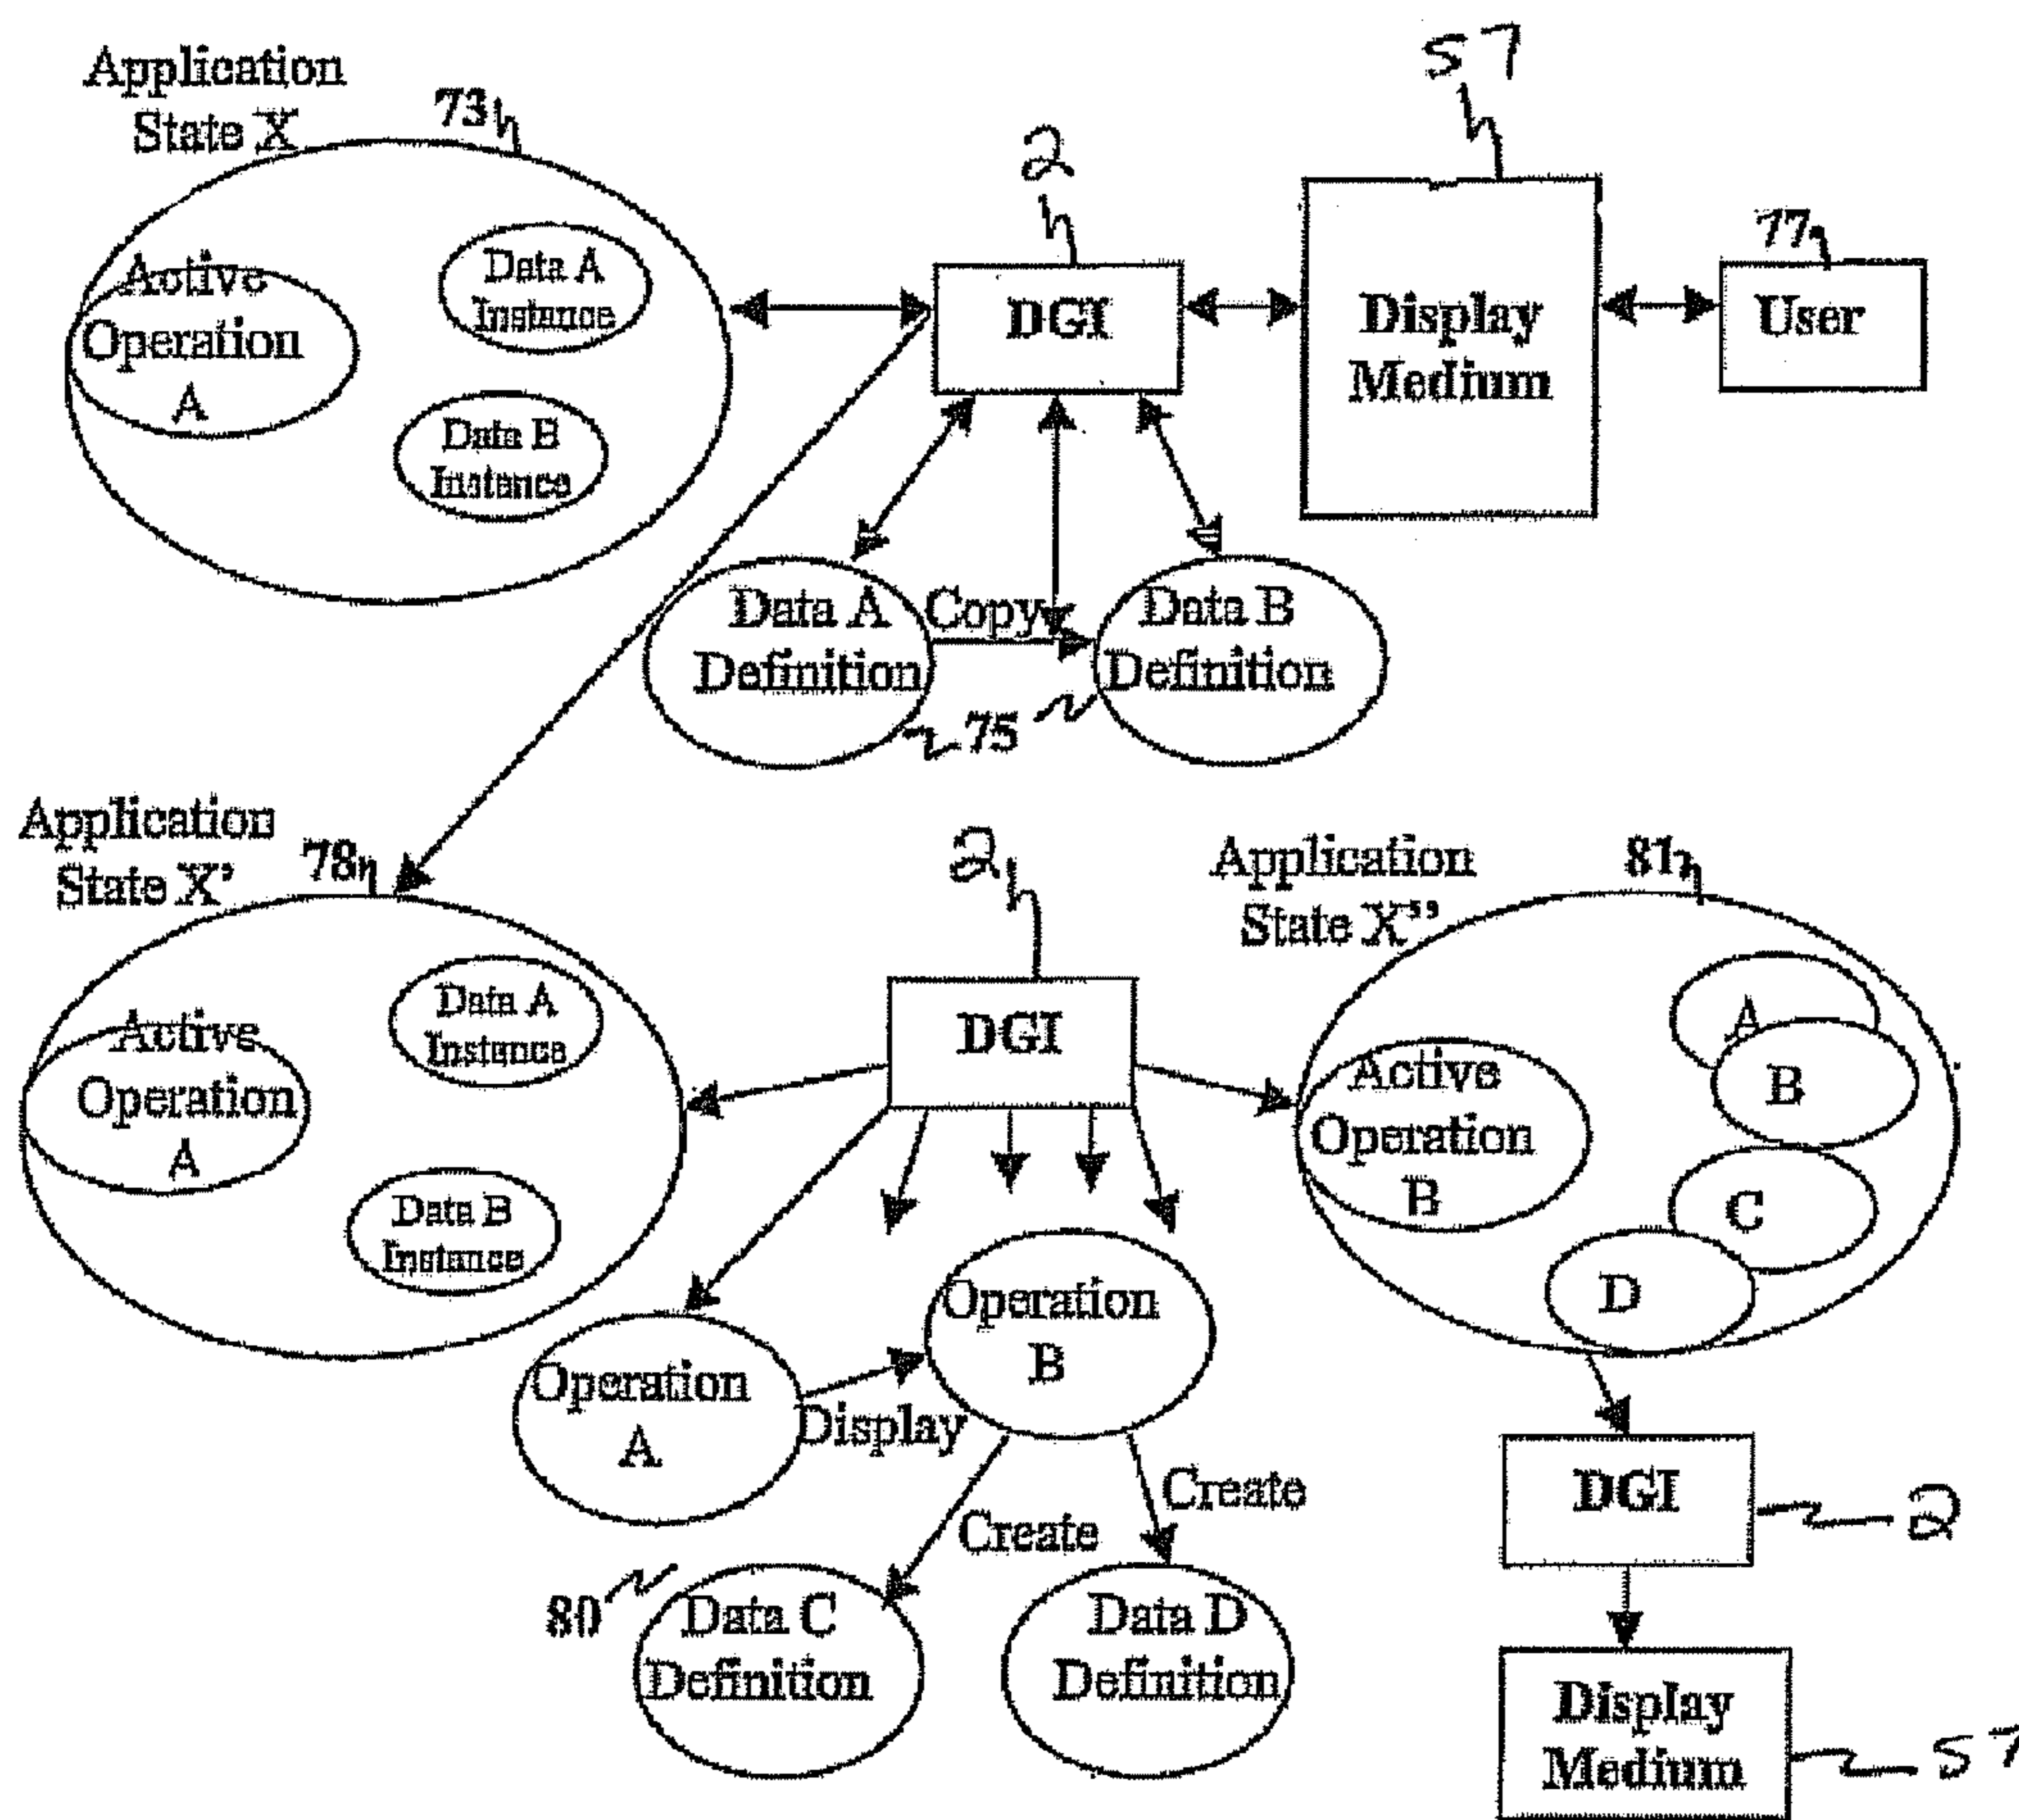 57
Application
State X
73
2
77
Active
Operation
A
Data A
Instance
Data B
Instance
DGI
Display
Medium
User
Data A
Definition
Copy
Data B
Definition
75
Application
State X'
78
2
Application
State X"
81
Active
Operation
A
Data A
Instance
Data B
Instance
DGI
Active
Operation
B
A
B
C
D
Operation
A
Display
Operation
B
Create
Create
80
Data C
Definition
Data D
Definition
DGI
2
Display
Medium
57